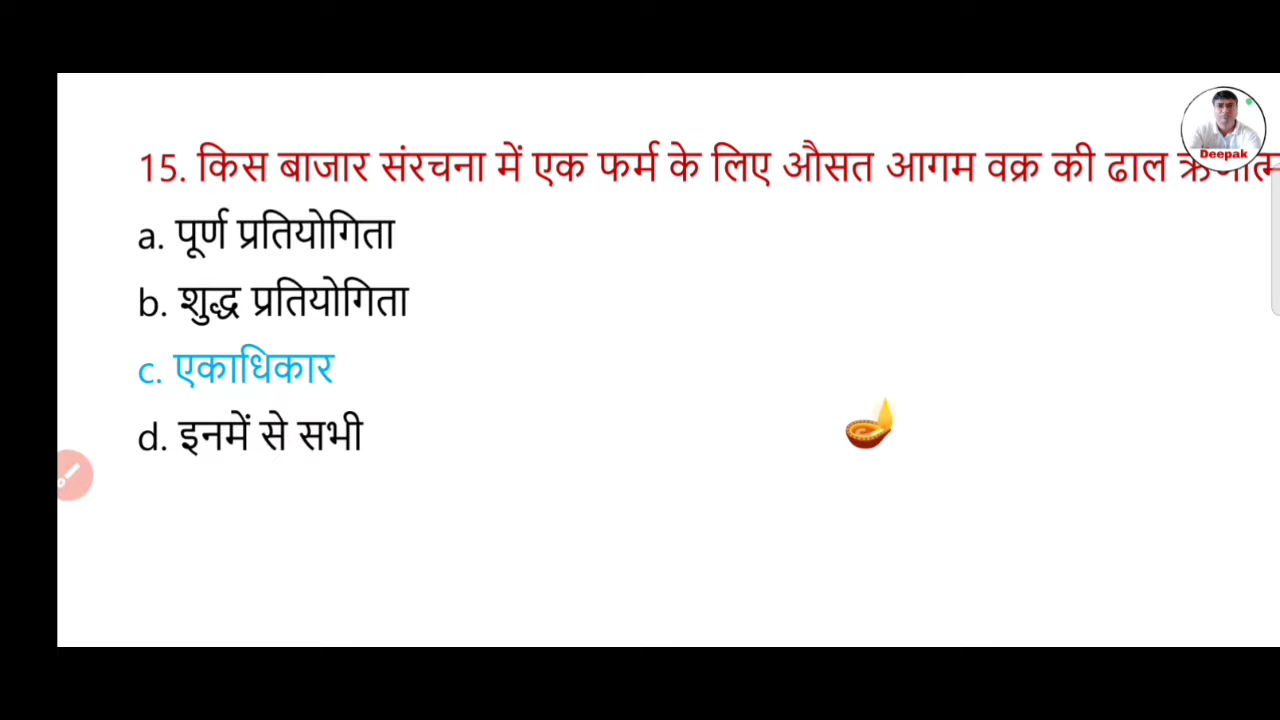 15. किस बाजार संरचना में एक फर्म के लिए औसत आगम वक्र की ढाल
Deepak
a. पूर्ण प्रतियोगिता
b. शुद्ध प्रतियोगिता
c. एकाधिकार
d. इनमें से सभी